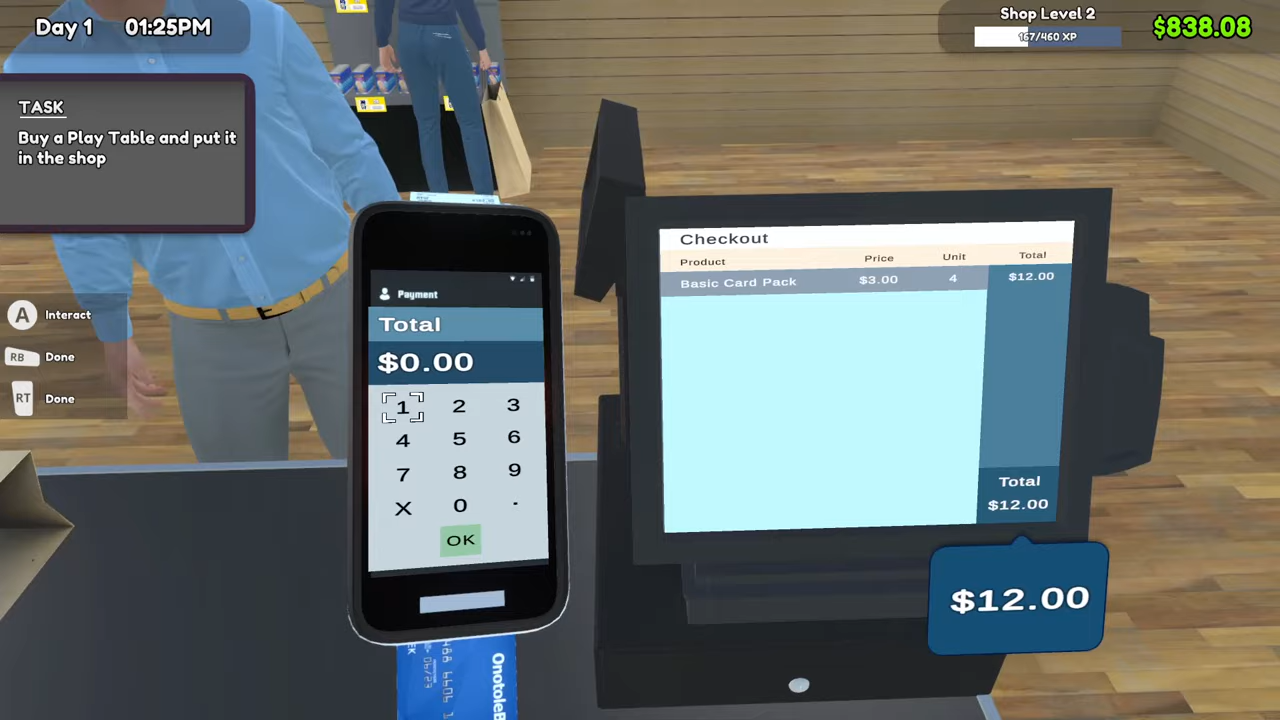 Day 1 01:25PM
Shop Level 2
167/460 XP
$838.08
TASK
Buy a Play Table and put it
in the shop
A Interact
RB Done
RT Done
Payment
Total
$0.00
1 2 3
4 5 6
7 8 9
X 0 .
OK
Checkout
Product Price Unit Total
Basic Card Pack $3.00 4 $12.00
Total
$12.00
$12.00